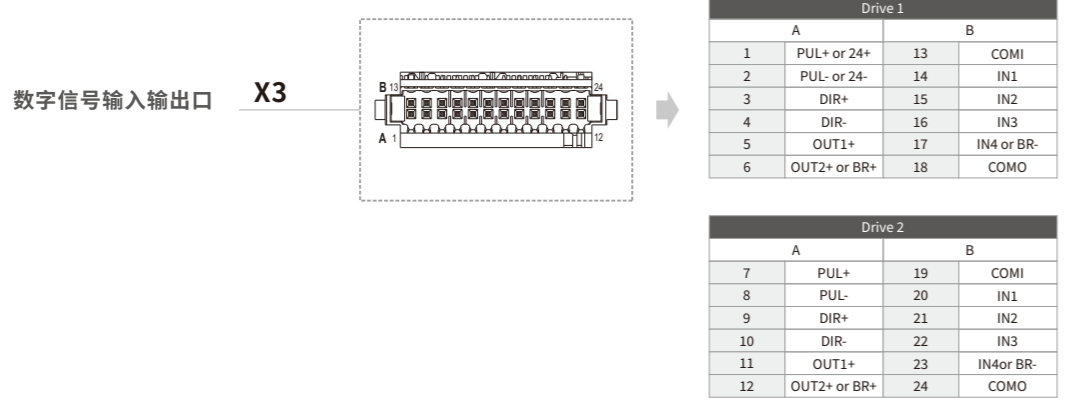 数字信号输入输出口 X3
B 13 24
A 1 12
Drive 1
A B
1 PUL+ or 24+ 13 COMI
2 PUL- or 24- 14 IN1
3 DIR+ 15 IN2
4 DIR- 16 IN3
5 OUT1+ 17 IN4 or BR-
6 OUT2+ or BR+ 18 COMO
Drive 2
A B
7 PUL+ 19 COMI
8 PUL- 20 IN1
9 DIR+ 21 IN2
10 DIR- 22 IN3
11 OUT1+ 23 IN4or BR-
12 OUT2+ or BR+ 24 COMO